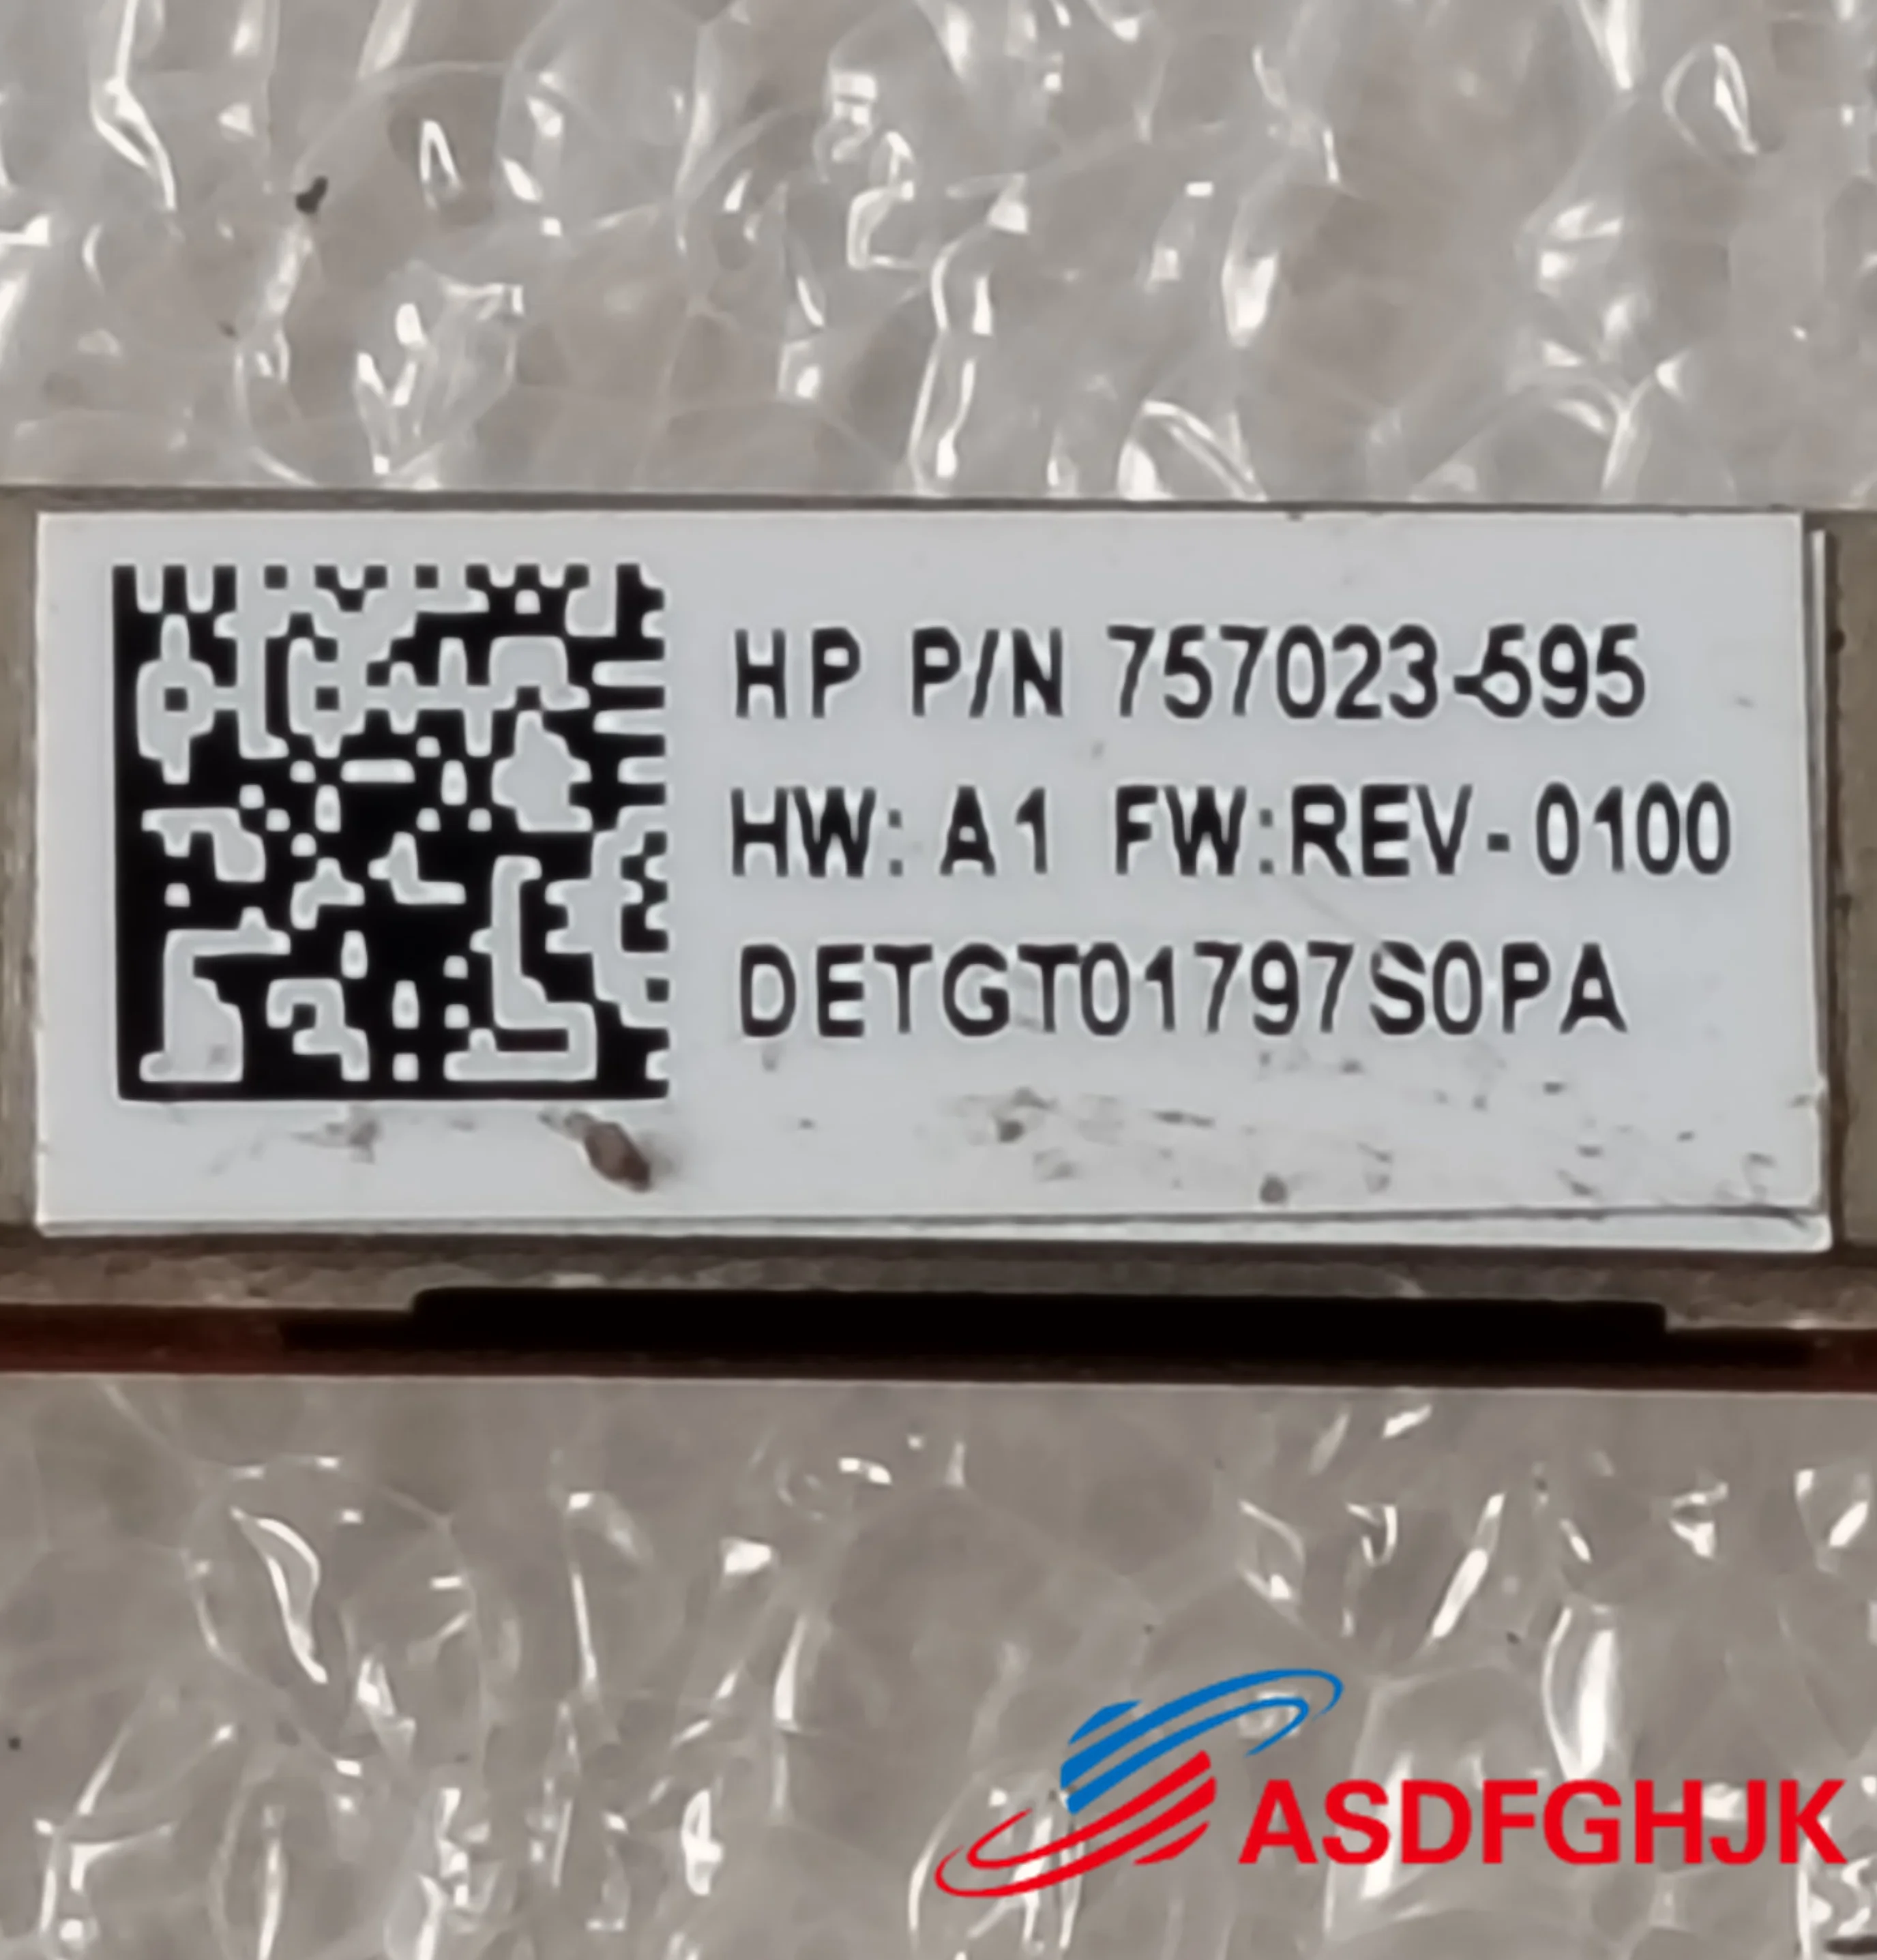 HP P/N 757023-595
HW: A1 FW:REV-0100
DETGT01797S0PA
ASDFGHJK